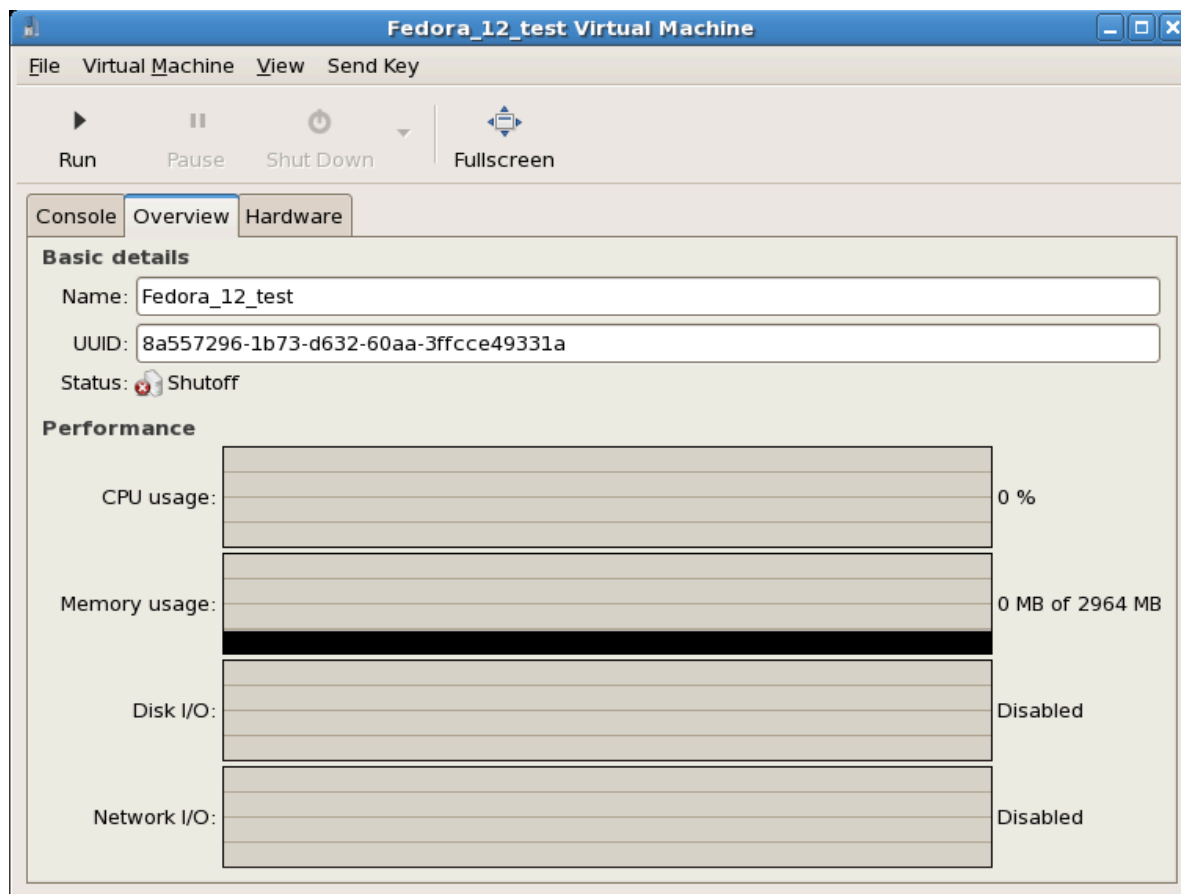 Fedora_12_test Virtual Machine
File Virtual Machine View Send Key
Run Pause Shut Down Fullscreen
Console Overview Hardware
Basic details
Name: Fedora_12_test
UUID: 8a557296-1b73-d632-60aa-3ffcce49331a
Status: Shutoff
Performance
CPU usage: 0 %
Memory usage: 0 MB of 2964 MB
Disk I/O: Disabled
Network I/O: Disabled